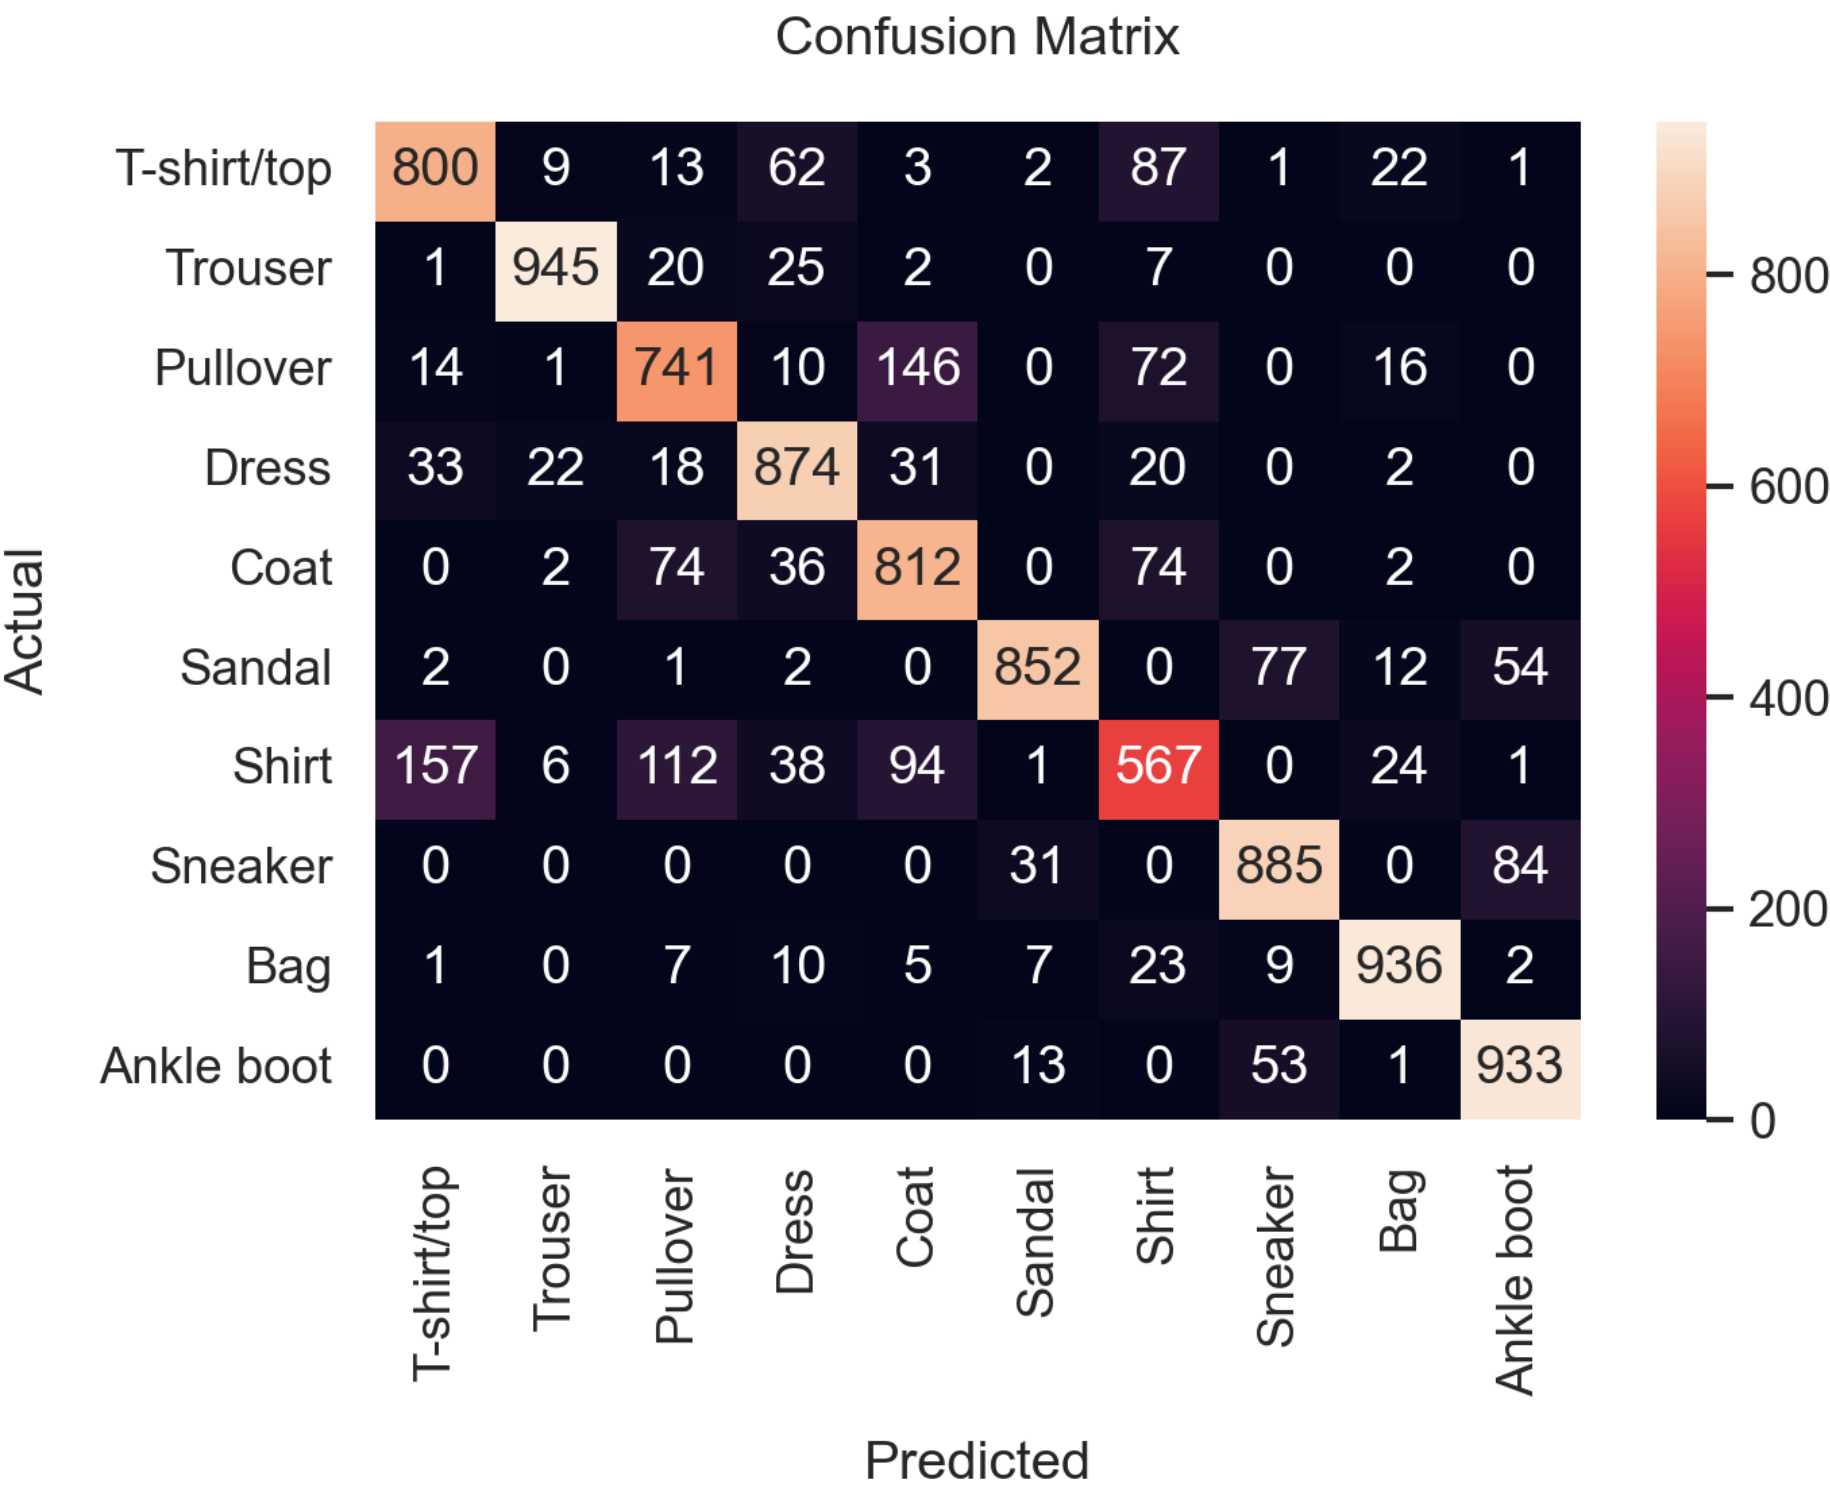 Confusion Matrix
Actual
T-shirt/top 800 9 13 62 3 2 87 1 22 1
Trouser 1 945 20 25 2 0 7 0 0 0
Pullover 14 1 741 10 146 0 72 0 16 0
Dress 33 22 18 874 31 0 20 0 2 0
Coat 0 2 74 36 812 0 74 0 2 0
Sandal 2 0 1 2 0 852 0 77 12 54
Shirt 157 6 112 38 94 1 567 0 24 1
Sneaker 0 0 0 0 0 31 0 885 0 84
Bag 1 0 7 10 5 7 23 9 936 2
Ankle boot 0 0 0 0 0 13 0 53 1 933
T-shirt/top
Trouser
Pullover
Dress
Coat
Sandal
Shirt
Sneaker
Bag
Ankle boot
Predicted
800
600
400
200
0